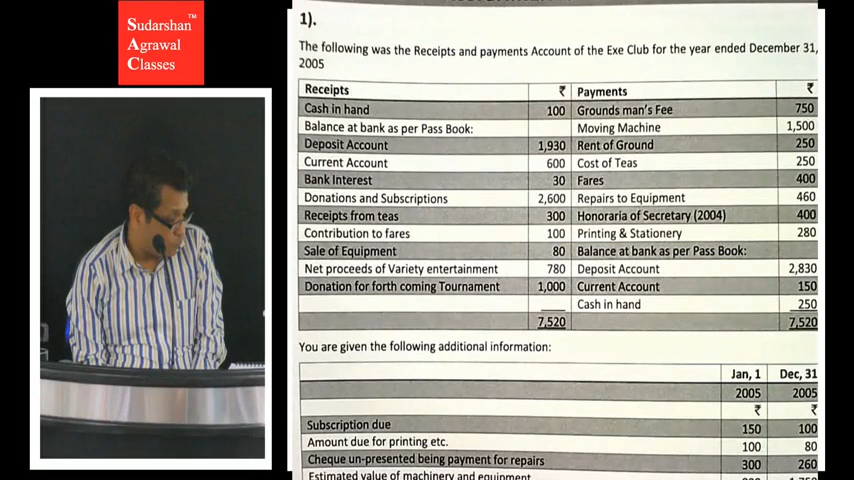 Sudarshan™
Agrawal
Classes
1).
The following was the Receipts and payments Account of the Exe Club for the year ended December 31,
2005
Receipts ₹ Payments ₹
Cash in hand 100 Grounds man's Fee 750
Balance at bank as per Pass Book: Moving Machine 1,500
Deposit Account 1,930 Rent of Ground 250
Current Account 600 Cost of Teas 250
Bank Interest 30 Fares 400
Donations and Subscriptions 2,600 Repairs to Equipment 460
Receipts from teas 300 Honoraria of Secretary (2004) 400
Contribution to fares 100 Printing & Stationery 280
Sale of Equipment 80 Balance at bank as per Pass Book:
Net proceeds of Variety entertainment 780 Deposit Account 2,830
Donation for forth coming Tournament 1,000 Current Account 150
Cash in hand 250
7,520 7,520
You are given the following additional information:
Jan, 1 Dec, 31
2005 2005
₹ ₹
Subscription due 150 100
Amount due for printing etc. 100 80
Cheque un-presented being payment for repairs 300 260
Estimated value of machinery and equipment